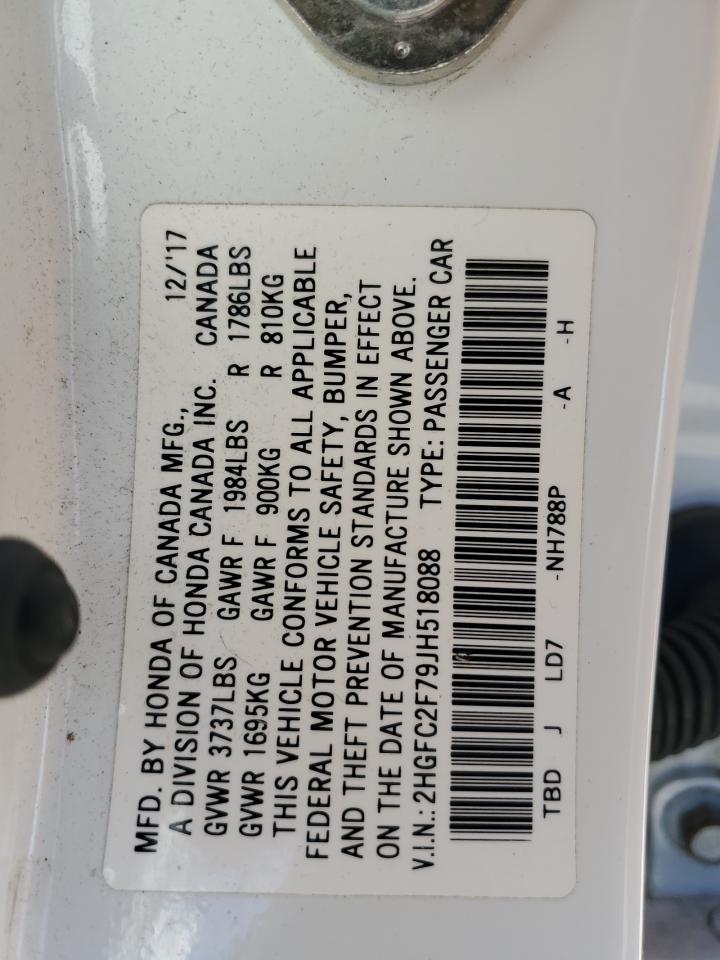 MFD. BY HONDA OF CANADA MFG., 12/'17
A DIVISION OF HONDA CANADA INC. CANADA
GVWR 3737LBS GAWR F 1984LBS R 1786LBS
GVWR 1695KG GAWR F 900KG R 810KG
THIS VEHICLE CONFORMS TO ALL APPLICABLE
FEDERAL MOTOR VEHICLE SAFETY, BUMPER,
AND THEFT PREVENTION STANDARDS IN EFFECT
ON THE DATE OF MANUFACTURE SHOWN ABOVE.
V.I.N.: 2HGFC2F79JH518088 TYPE: PASSENGER CAR
TBD J LD7 -NH788P -A -H